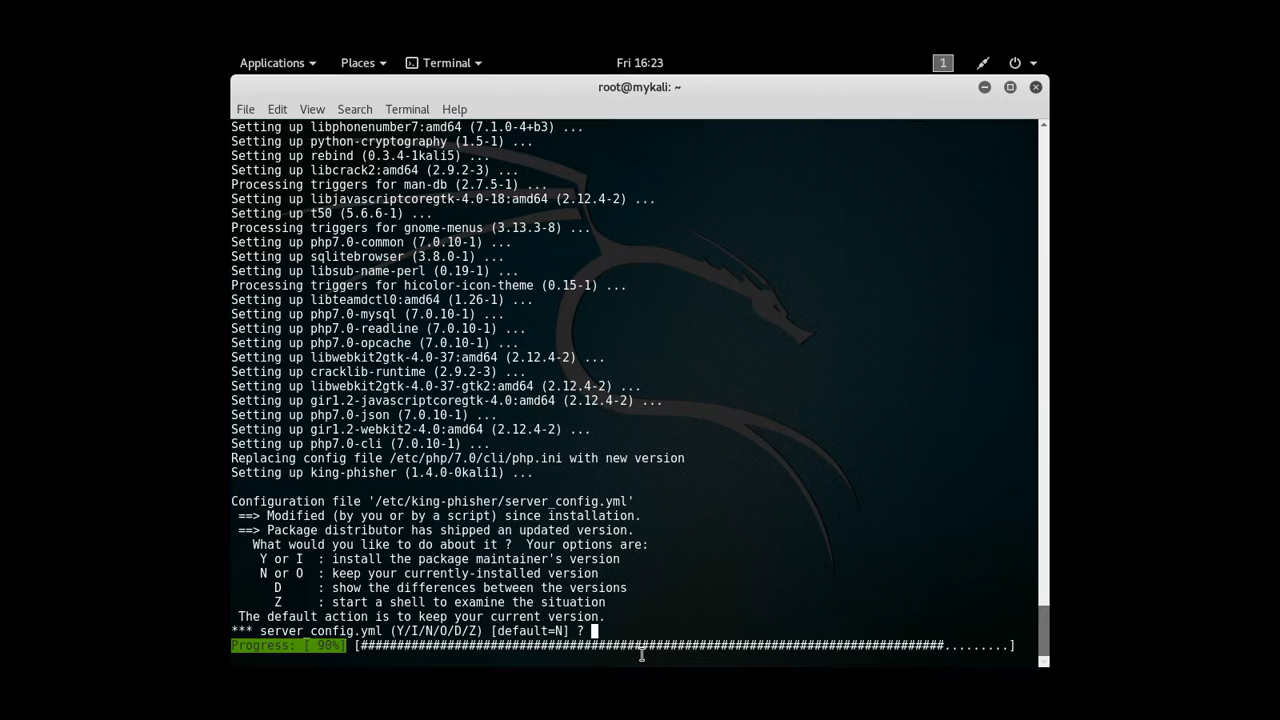 Applications Places Terminal Fri 16:23 1
root@mykali: ~
File Edit View Search Terminal Help
Setting up libphonenumber7:amd64 (7.1.0-4+b3) ...
Setting up python-cryptography (1.5-1) ...
Setting up rebind (0.3.4-1kali5) ...
Setting up libcrack2:amd64 (2.9.2-3) ...
Processing triggers for man-db (2.7.5-1) ...
Setting up libjavascriptcoregtk-4.0-18:amd64 (2.12.4-2) ...
Setting up t50 (5.6.6-1) ...
Processing triggers for gnome-menus (3.13.3-8) ...
Setting up php7.0-common (7.0.10-1) ...
Setting up sqlitebrowser (3.8.0-1) ...
Setting up libsub-name-perl (0.19-1) ...
Processing triggers for hicolor-icon-theme (0.15-1) ...
Setting up libteamdctl0:amd64 (1.26-1) ...
Setting up php7.0-mysql (7.0.10-1) ...
Setting up php7.0-readline (7.0.10-1) ...
Setting up php7.0-opcache (7.0.10-1) ...
Setting up libwebkit2gtk-4.0-37:amd64 (2.12.4-2) ...
Setting up cracklib-runtime (2.9.2-3) ...
Setting up libwebkit2gtk-4.0-37-gtk2:amd64 (2.12.4-2) ...
Setting up gir1.2-javascriptcoregtk-4.0:amd64 (2.12.4-2) ...
Setting up php7.0-json (7.0.10-1) ...
Setting up gir1.2-webkit2-4.0:amd64 (2.12.4-2) ...
Setting up php7.0-cli (7.0.10-1) ...
Replacing config file /etc/php/7.0/cli/php.ini with new version
Setting up king-phisher (1.4.0-0kali1) ...
Configuration file '/etc/king-phisher/server_config.yml'
==> Modified (by you or by a script) since installation.
==> Package distributor has shipped an updated version.
What would you like to do about it ?  Your options are:
Y or I  : install the package maintainer's version
N or O  : keep your currently-installed version
D     : show the differences between the versions
Z     : start a shell to examine the situation
The default action is to keep your current version.
*** server_config.yml (Y/I/N/O/D/Z) [default=N] ?
Progress: [ 90%] [#################################################################################.........]